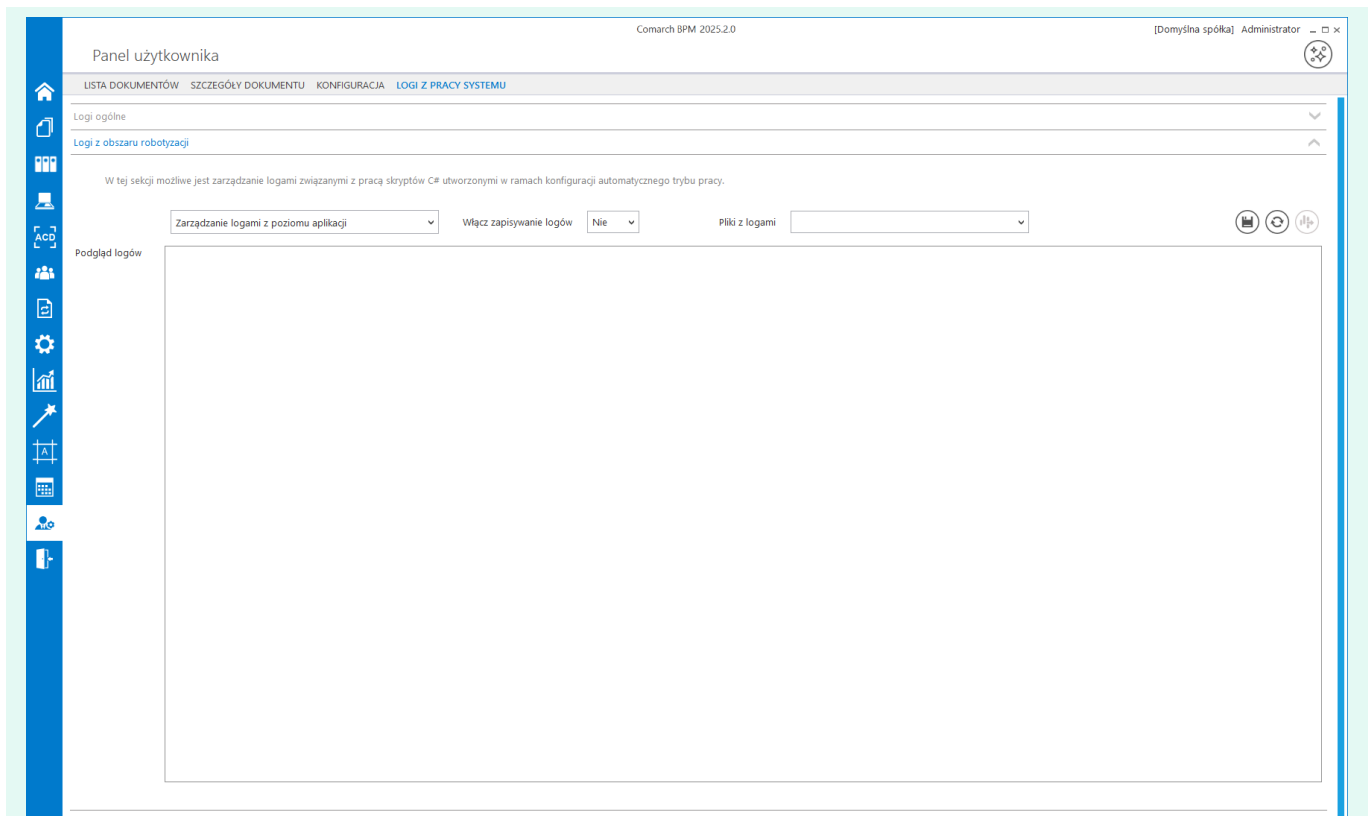 Comarch BPM 2025.2.0
[Domyślna spółka] Administrator
Panel użytkownika
LISTA DOKUMENTÓW SZCZEGÓŁY DOKUMENTU KONFIGURACJA LOGI Z PRACY SYSTEMU
Logi ogólne
Logi z obszaru robotyzacji
W tej sekcji możliwe jest zarządzanie logami związanymi z pracą skryptów C# utworzonymi w ramach konfiguracji automatycznego trybu pracy.
Zarządzanie logami z poziomu aplikacji Włącz zapisywanie logów Nie Pliki z logami
Podgląd logów
ACD
A